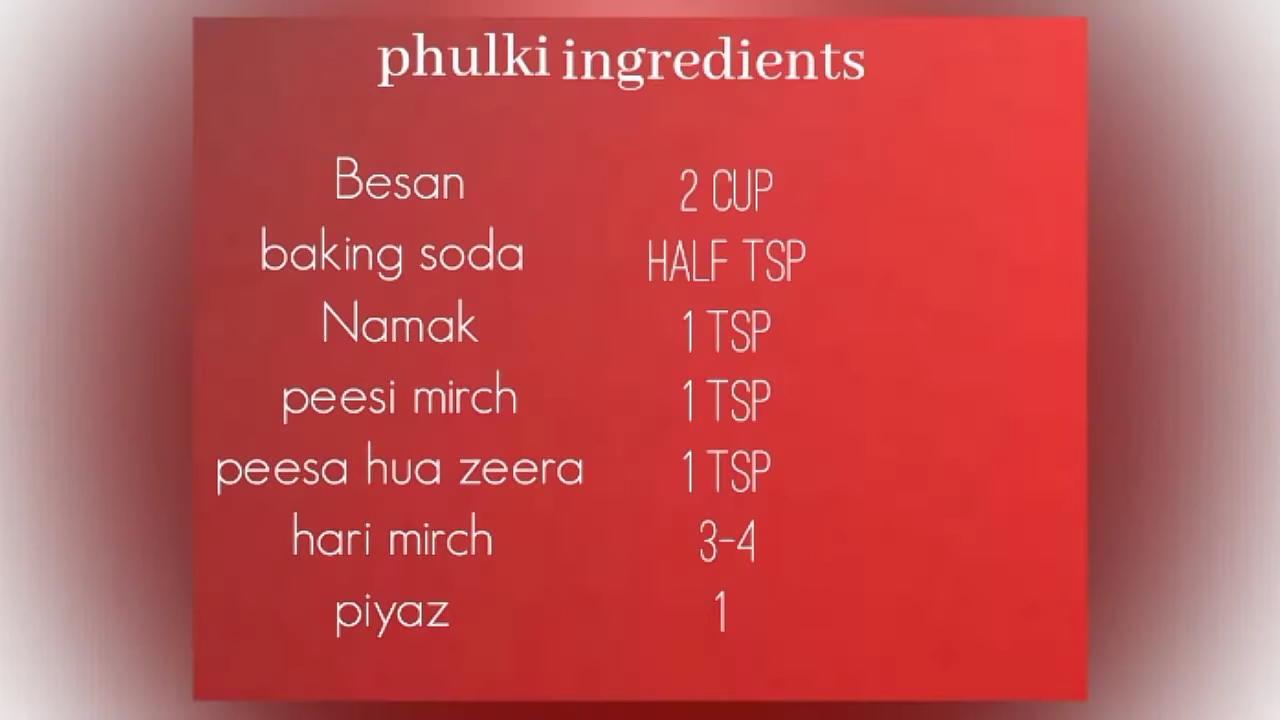 phulki ingredients
Besan 2 CUP
baking soda HALF TSP
Namak 1 TSP
peesi mirch 1 TSP
peesa hua zeera 1 TSP
hari mirch 3-4
piyaz 1